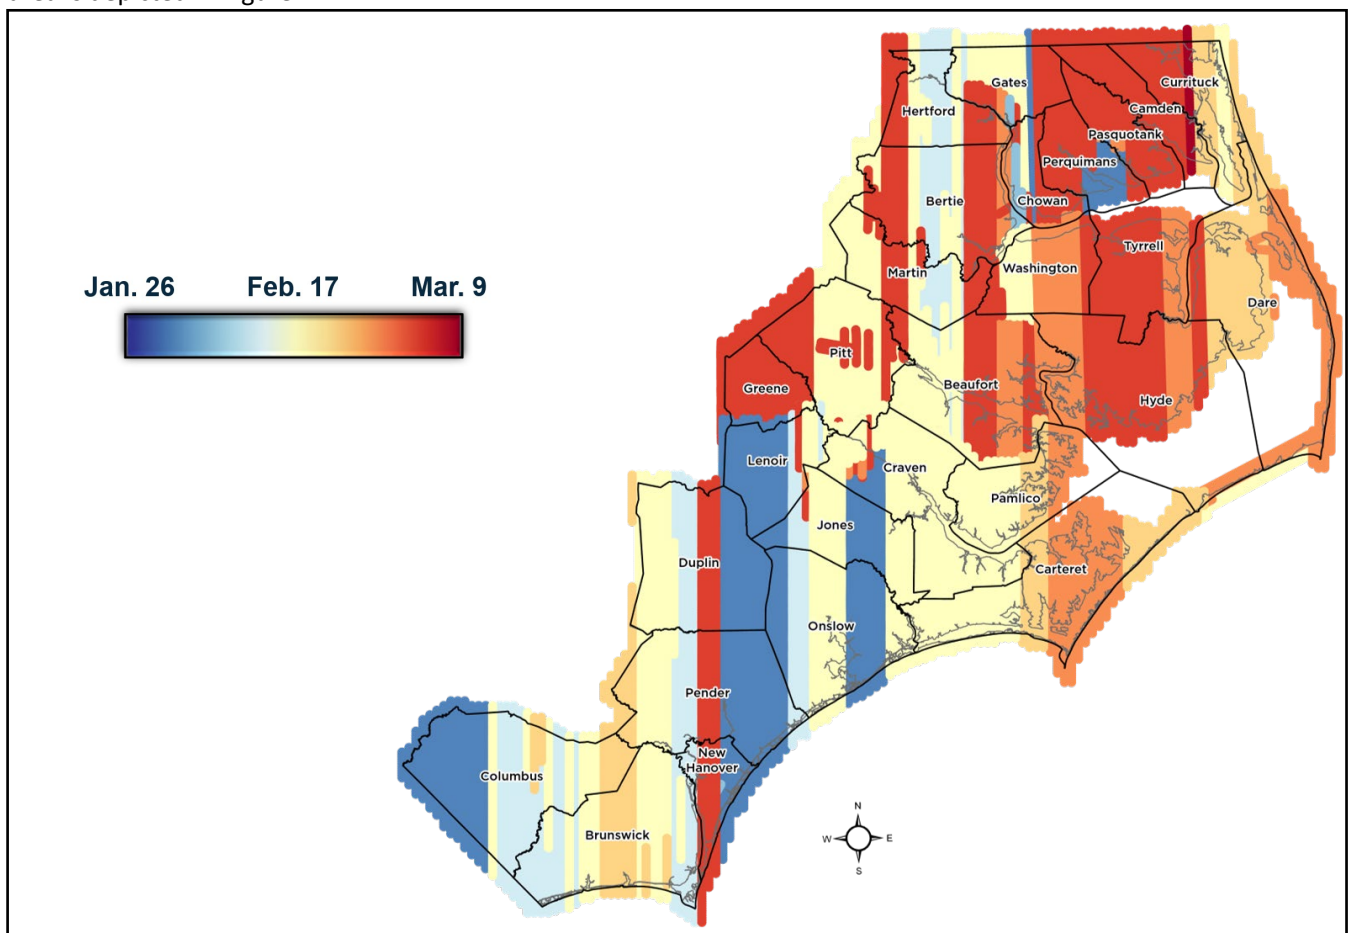 Jan. 26 Feb. 17 Mar. 9
Gates
Currituck
Hertford
Camden
Pasquotank
Perquimans
Bertie
Chowan
Tyrrell
Martin
Washington
Dare
Pitt
Greene
Beaufort
Hyde
Lenoir
Craven
Pamlico
Jones
Duplin
Carteret
Onslow
Pender
New
Hanover
Columbus
Brunswick
N
W E
S